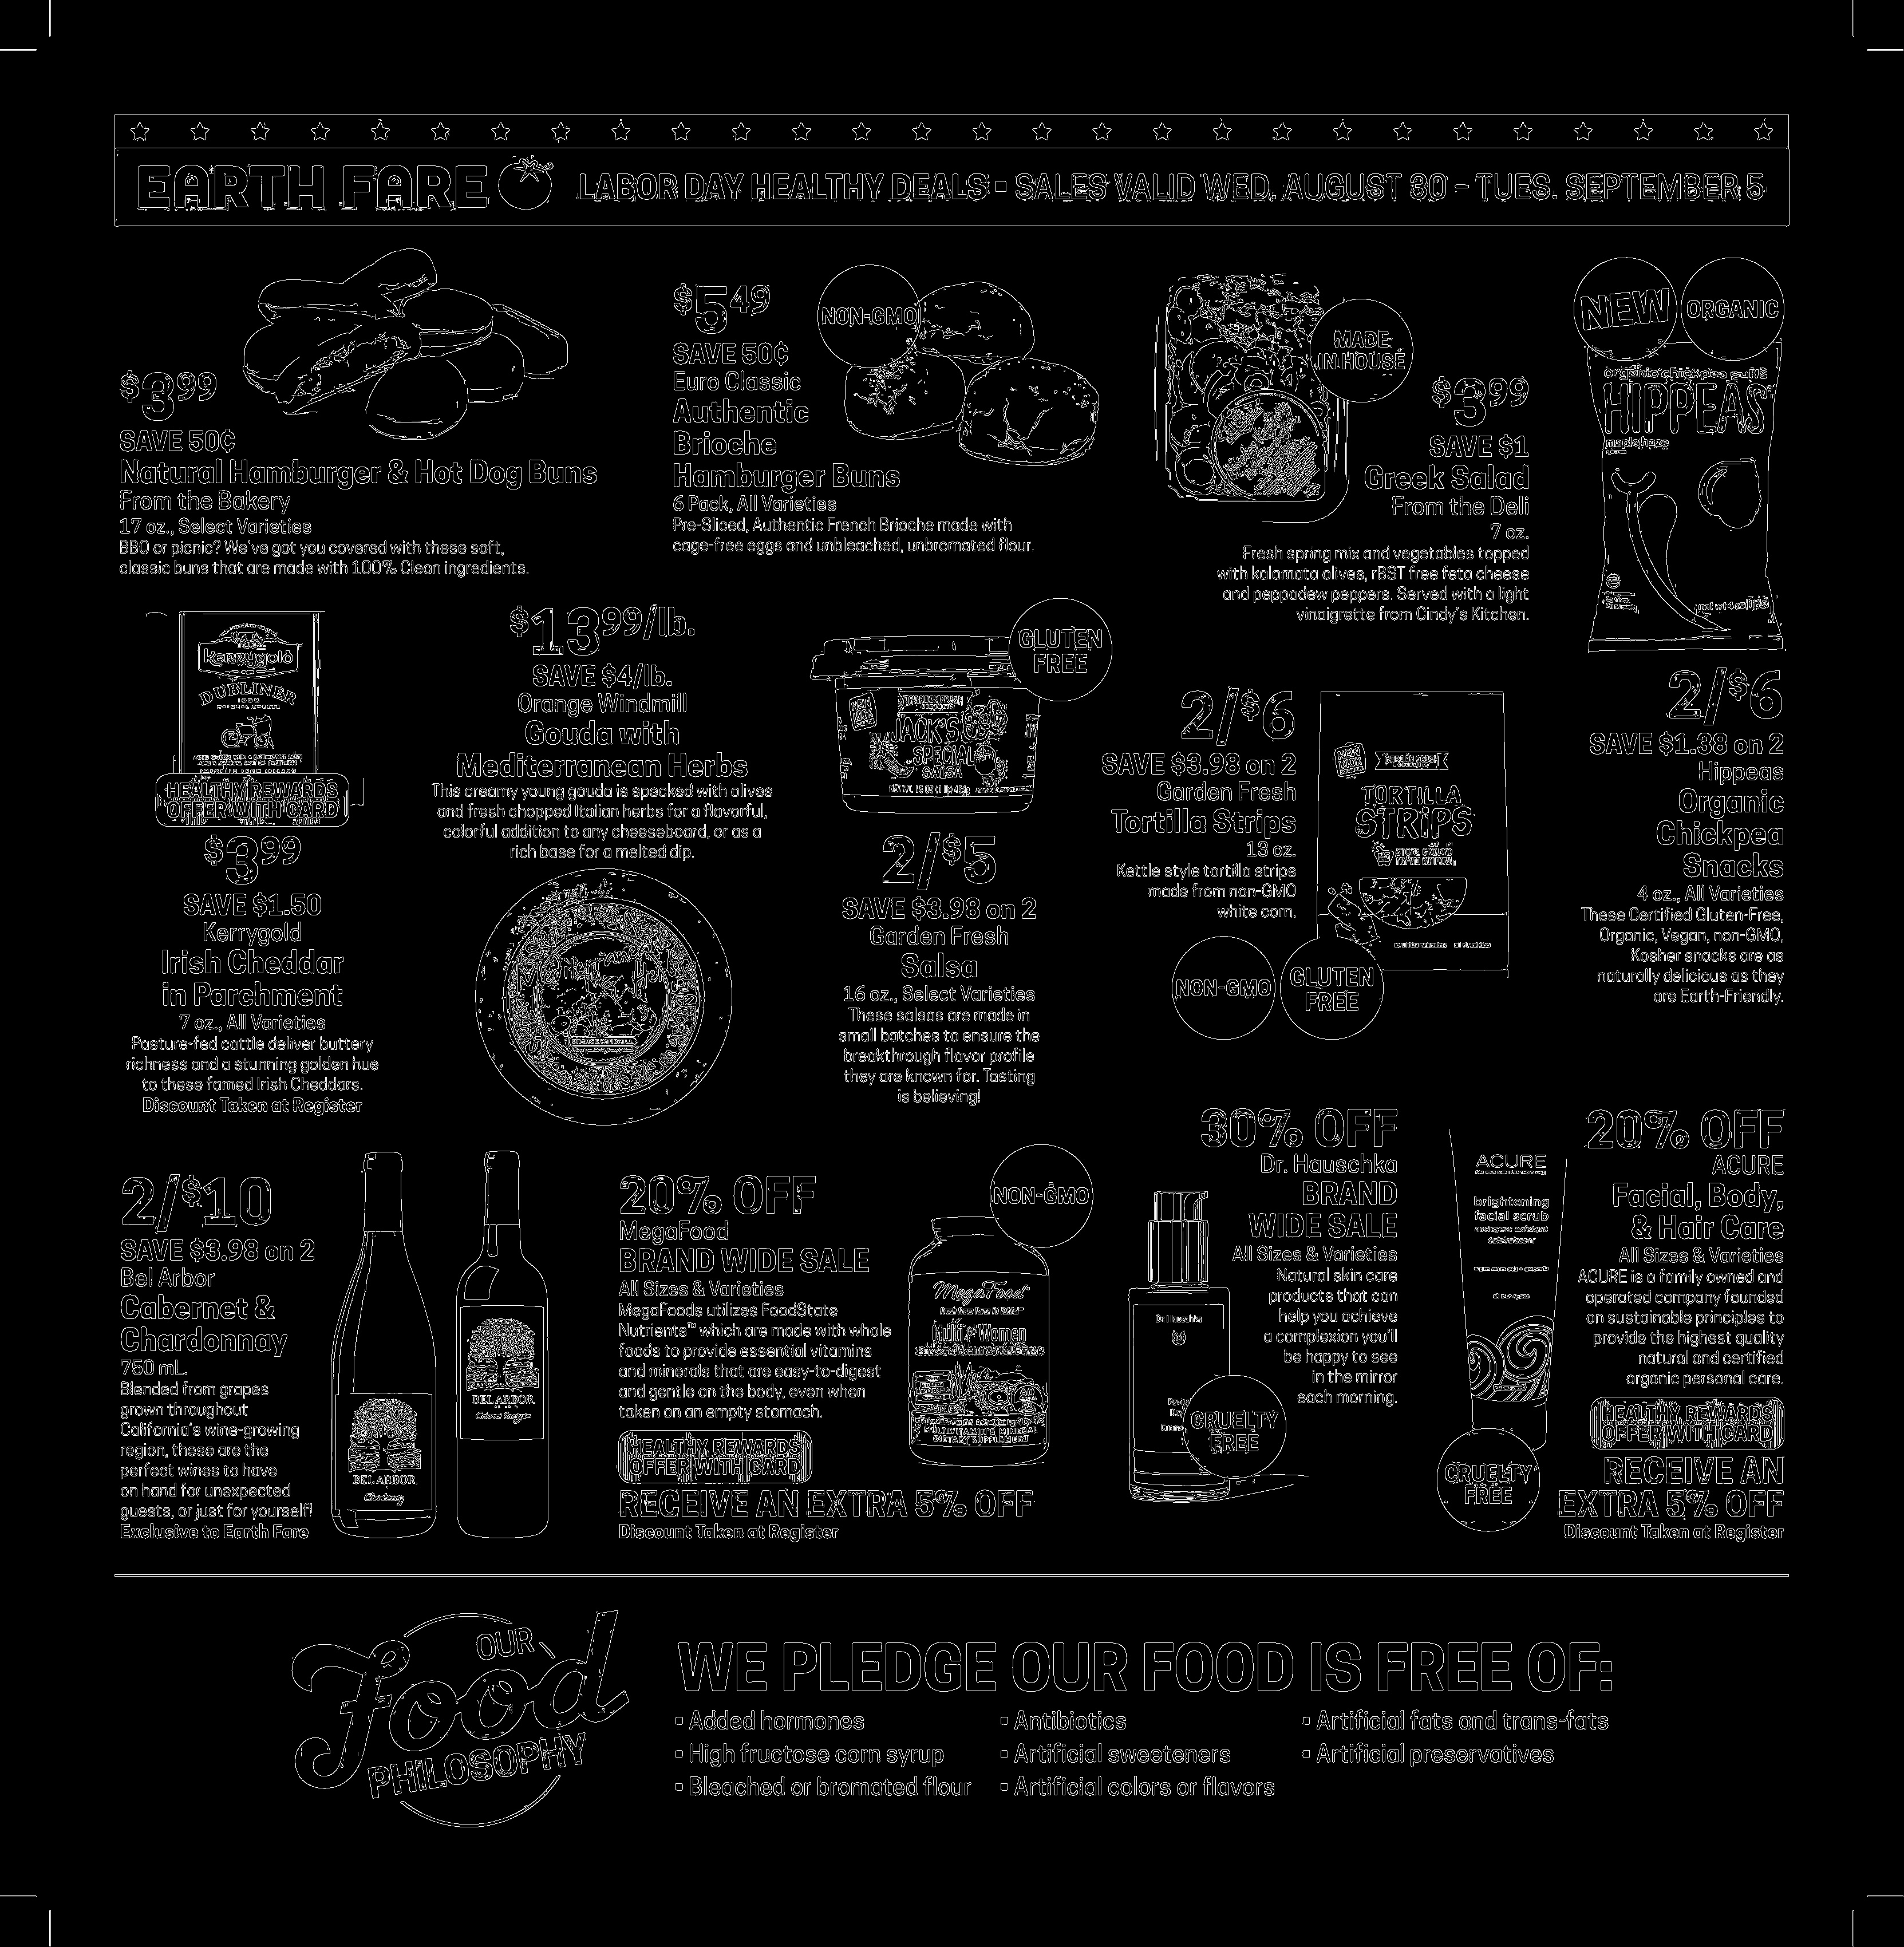 EARTH FARE
LABOR DAY HEALTHY DEALS • SALES VALID WED. AUGUST 30 – TUES. SEPTEMBER 5
$3.99
SAVE 50¢
Natural Hamburger & Hot Dog Buns
From the Bakery
17 oz., Select Varieties
BBQ or picnic? We've got you covered with these soft,
classic buns that are made with 100% Clean ingredients.
$5.49
NON-GMO
SAVE 50¢
Euro Classic
Authentic
Brioche
Hamburger Buns
6 Pack, All Varieties
Pre-Sliced, Authentic French Brioche made with
cage-free eggs and unbleached, unbromated flour.
MADE
IN HOUSE
$3.99
SAVE $1
Greek Salad
From the Deli
7 oz.
Fresh spring mix and vegetables topped
with kalamata olives, rBST free feta cheese
and peppadew peppers. Served with a light
vinaigrette from Cindy's Kitchen.
NEW
ORGANIC
organic chickpea puffs
HIPPEAS
maple haze
2/$6
SAVE $1.38 on 2
Hippeas
Organic
Chickpea
Snacks
4 oz., All Varieties
These Certified Gluten-Free,
Organic, Vegan, non-GMO,
Kosher snacks are as
naturally delicious as they
are Earth-Friendly.
Kerrygold
DUBLINER
HEALTHY REWARDS
OFFER WITH CARD
$3.99
SAVE $1.50
Kerrygold
Irish Cheddar
in Parchment
7 oz., All Varieties
Pasture-fed cattle deliver buttery
richness and a stunning golden hue
to these famed Irish Cheddars.
Discount Taken at Register
$13.99/lb.
SAVE $4/lb.
Orange Windmill
Gouda with
Mediterranean Herbs
This creamy young gouda is specked with olives
and fresh chopped Italian herbs for a flavorful,
colorful addition to any cheeseboard, or as a
rich base for a melted dip.
GLUTEN
FREE
JACK'S
SPECIAL
SALSA
2/$5
SAVE $3.98 on 2
Garden Fresh
Salsa
16 oz., Select Varieties
These salsas are made in
small batches to ensure the
breakthrough flavor profile
they are known for. Tasting
is believing!
2/$6
SAVE $3.98 on 2
Garden Fresh
Tortilla Strips
13 oz.
Kettle style tortilla strips
made from non-GMO
white corn.
NON-GMO
GLUTEN
FREE
TORTILLA
STRIPS
2/$10
SAVE $3.98 on 2
Bel Arbor
Cabernet &
Chardonnay
750 mL.
Blended from grapes
grown throughout
California's wine-growing
region, these are the
perfect wines to have
on hand for unexpected
guests, or just for yourself!
Exclusive to Earth Fare
BEL ARBOR
Chardonnay
BEL ARBOR
20% OFF
MegaFood
BRAND WIDE SALE
All Sizes & Varieties
MegaFoods utilizes FoodState
Nutrients™ which are made with whole
foods to provide essential vitamins
and minerals that are easy-to-digest
and gentle on the body, even when
taken on an empty stomach.
HEALTHY REWARDS
OFFER WITH CARD
RECEIVE AN EXTRA 5% OFF
Discount Taken at Register
NON-GMO
MegaFood
Multi for Women
MULTIVITAMIN & MINERAL
DIETARY SUPPLEMENT
30% OFF
Dr. Hauschka
BRAND
WIDE SALE
All Sizes & Varieties
Natural skin care
products that can
help you achieve
a complexion you'll
be happy to see
in the mirror
each morning.
Dr. Hauschka
CRUELTY
FREE
ACURE
brightening
facial scrub
CRUELTY
FREE
20% OFF
ACURE
Facial, Body,
& Hair Care
All Sizes & Varieties
ACURE is a family owned and
operated company founded
on sustainable principles to
provide the highest quality
natural and certified
organic personal care.
HEALTHY REWARDS
OFFER WITH CARD
RECEIVE AN
EXTRA 5% OFF
Discount Taken at Register
OUR
Food
PHILOSOPHY
WE PLEDGE OUR FOOD IS FREE OF:
• Added hormones
• High fructose corn syrup
• Bleached or bromated flour
• Antibiotics
• Artificial sweeteners
• Artificial colors or flavors
• Artificial fats and trans-fats
• Artificial preservatives